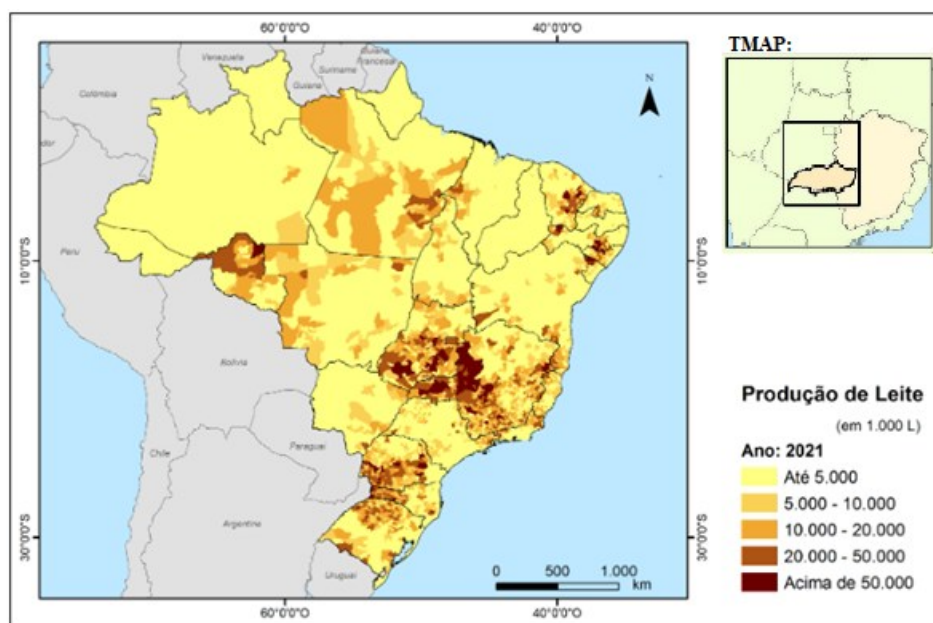 60°0'0"O 40°0'0"O
TMAP:
Venezuela
Guiana
Francesa
Suriname
Guiana
Colômbia
N
Peru
10°0'0"S 10°0'0"S
Bolívia
Paraguai
Chile
Argentina
Uruguai
30°0'0"S 30°0'0"S
0 500 1.000
km
60°0'0"O 40°0'0"O
Produção de Leite
(em 1.000 L)
Ano: 2021
Até 5.000
5.000 - 10.000
10.000 - 20.000
20.000 - 50.000
Acima de 50.000